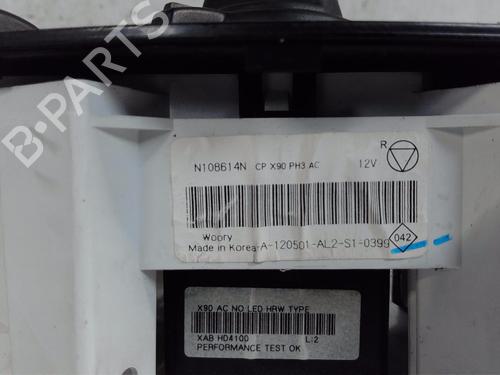 B-PARTS
N108614N CP X90 PH3 AC 12V R
Woory
Made in Korea-A-120501-AL2-S1-0399 042
X90 AC NO LED HRW TYPE
XAB HD4100 L:2
PERFORMANCE TEST OK